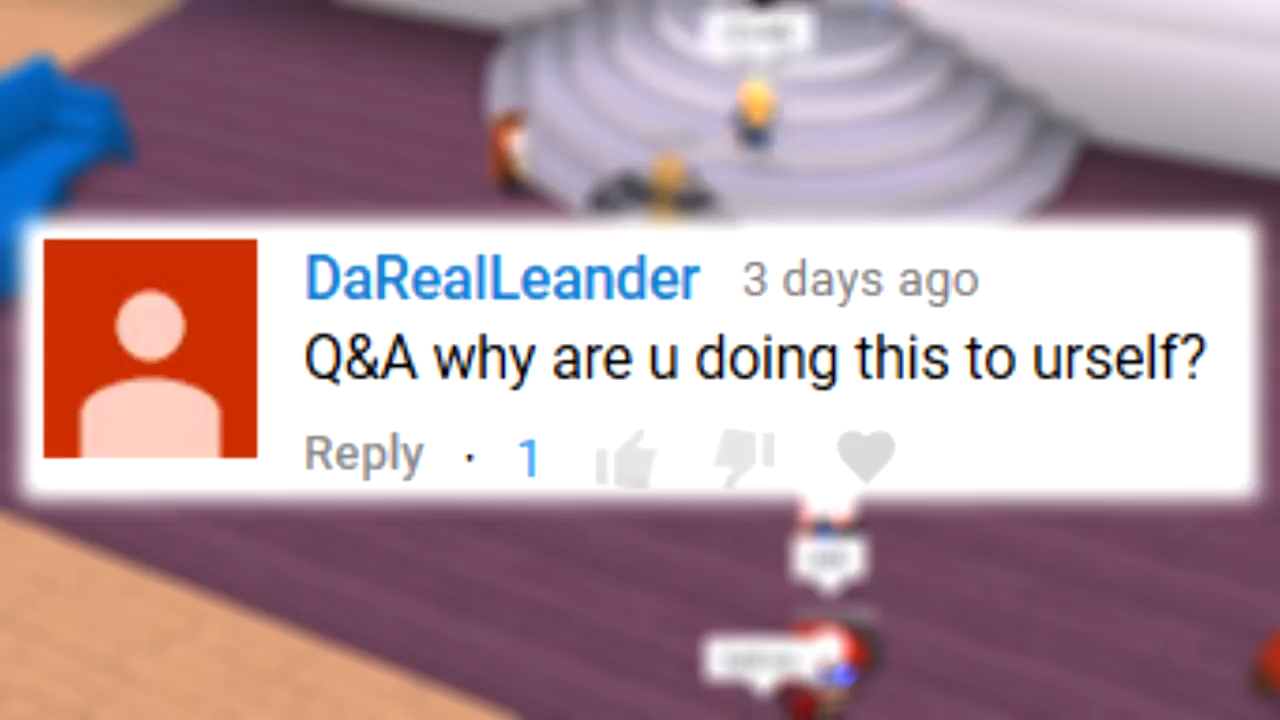 DaRealLeander 3 days ago
Q&A why are u doing this to urself?
Reply · 1